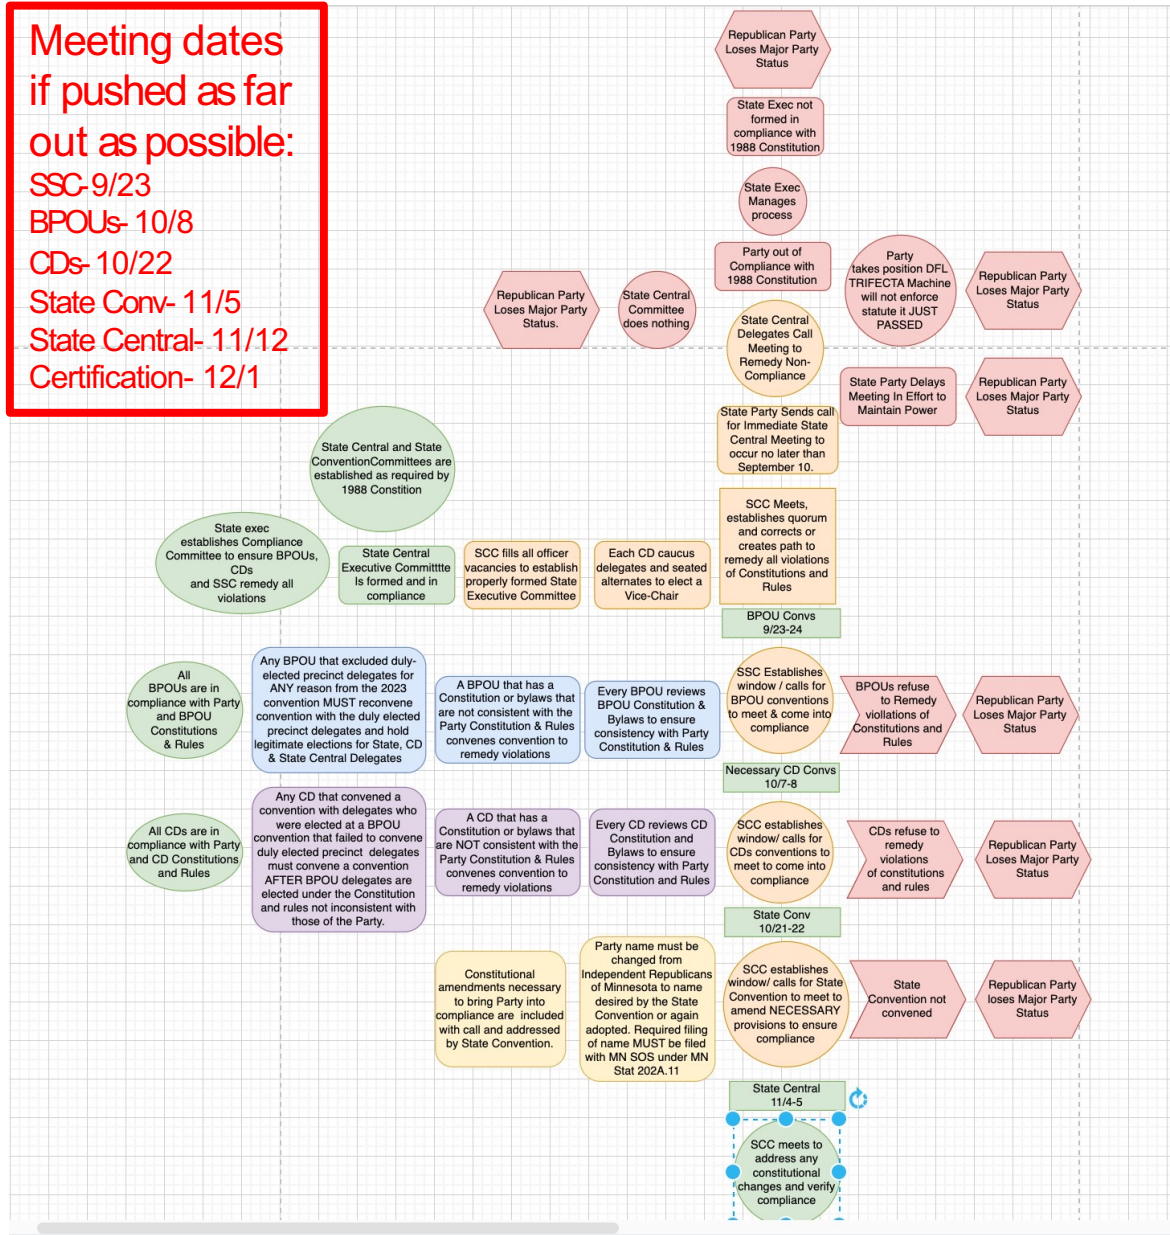 Meeting dates
if pushed as far
out as possible:
SSC-9/23
BPOUs- 10/8
CDs- 10/22
State Conv- 11/5
State Central- 11/12
Certification- 12/1
Republican Party
Loses Major Party
Status
State Exec not
formed in
compliance with
1988 Constitution
State Exec
Manages
process
Party out of
Compliance with
1988 Constitution
Party
takes position DFL
TRIFECTA Machine
will not enforce
statute it JUST
PASSED
Republican Party
Loses Major Party
Status
Republican Party
Loses Major Party
Status.
State Central
Committee
does nothing
State Central
Delegates Call
Meeting to
Remedy Non-
Compliance
State Party Delays
Meeting In Effort to
Maintain Power
Republican Party
Loses Major Party
Status
State Party Sends call
for Immediate State
Central Meeting to
occur no later than
September 10.
State Central and State
ConventionCommittees are
established as required by
1988 Constition
State exec
establishes Compliance
Committee to ensure BPOUs,
CDs
and SSC remedy all
violations
State Central
Executive Committtte
Is formed and in
compliance
SCC fills all officer
vacancies to establish
properly formed State
Executive Committee
Each CD caucus
delegates and seated
alternates to elect a
Vice-Chair
SCC Meets,
establishes quorum
and corrects or
creates path to
remedy all violations
of Constitutions and
Rules
BPOU Convs
9/23-24
All
BPOUs are in
compliance with Party
and BPOU
Constitutions
& Rules
Any BPOU that excluded duly-
elected precinct delegates for
ANY reason from the 2023
convention MUST reconvene
convention with the duly elected
precinct delegates and hold
legitimate elections for State, CD
& State Central Delegates
A BPOU that has a
Constitution or bylaws that
are not consistent with the
Party Constitution & Rules
convenes convention to
remedy violations
Every BPOU reviews
BPOU Constitution &
Bylaws to ensure
consistency with Party
Constitution & Rules
SSC Establishes
window / calls for
BPOU conventions
to meet & come into
compliance
BPOUs refuse
to Remedy
violations of
Constitutions and
Rules
Republican Party
Loses Major Party
Status
Necessary CD Convs
10/7-8
All CDs are in
compliance with Party
and CD Constitutions
and Rules
Any CD that convened a
convention with delegates who
were elected at a BPOU
convention that failed to convene
duly elected precinct delegates
must convene a convention
AFTER BPOU delegates are
elected under the Constitution
and rules not inconsistent with
those of the Party.
A CD that has a
Constitution or bylaws that
are NOT consistent with the
Party Constitution & Rules
convenes convention to
remedy violations
Every CD reviews CD
Constitution and
Bylaws to ensure
consistency with Party
Constitution and Rules
SCC establishes
window/ calls for
CDs conventions to
meet to come into
compliance
CDs refuse to
remedy
violations
of constitutions
and rules
Republican Party
Loses Major Party
Status
State Conv
10/21-22
Constitutional
amendments necessary
to bring Party into
compliance are included
with call and addressed
by State Convention.
Party name must be
changed from
Independent Republicans
of Minnesota to name
desired by the State
Convention or again
adopted. Required filing
of name MUST be filed
with MN SOS under MN
Stat 202A.11
SCC establishes
window/ calls for State
Convention to meet to
amend NECESSARY
provisions to ensure
compliance
State
Convention not
convened
Republican Party
loses Major Party
Status
State Central
11/4-5
SCC meets to
address any
constitutional
changes and verify
compliance